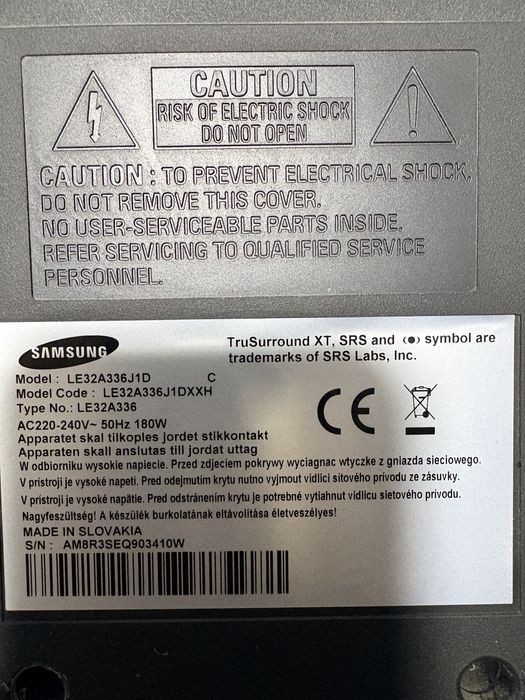 CAUTION
RISK OF ELECTRIC SHOCK
DO NOT OPEN
CAUTION : TO PREVENT ELECTRICAL SHOCK,
DO NOT REMOVE THIS COVER.
NO USER-SERVICEABLE PARTS INSIDE.
REFER SERVICING TO QUALIFIED SERVICE
PERSONNEL.
SAMSUNG
TruSurround XT, SRS and (●) symbol are
trademarks of SRS Labs, Inc.
Model : LE32A336J1D C
Model Code : LE32A336J1DXXH
Type No.: LE32A336
AC220-240V~ 50Hz 180W
CE
Apparatet skal tilkoples jordet stikkontakt
Apparaten skall anslutas till jordat uttag
W odbiorniku wysokie napiecie. Przed zdjeciem pokrywy wyciagnac wtyczke z gniazda sieciowego.
V prístroji je vysoké napetí. Pred odejmutím krytu nutno vyjmout vidlici sítového prívodu ze zásuvky.
V prístroji je vysoké napätie. Pred odstránením krytu je potrebné vytiahnut vidlicu sietového prívodu.
Nagyfeszültség! A készülék burkolatának eltávolítása életveszélyes!
MADE IN SLOVAKIA
S/N : AM8R3SEQ903410W